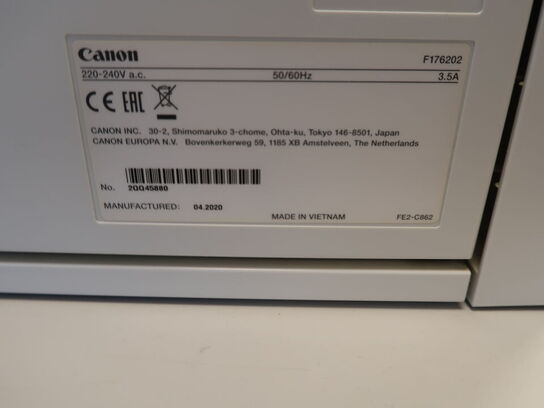 Canon F176202
220-240V a.c. 50/60Hz 3.5A
CE EAC
CANON INC. 30-2, Shimomaruko 3-chome, Ohta-ku, Tokyo 146-8501, Japan
CANON EUROPA N.V. Bovenkerkerweg 59, 1185 XB Amstelveen, The Netherlands
No. 2QQ45880
MANUFACTURED: 04.2020
MADE IN VIETNAM FE2-C862